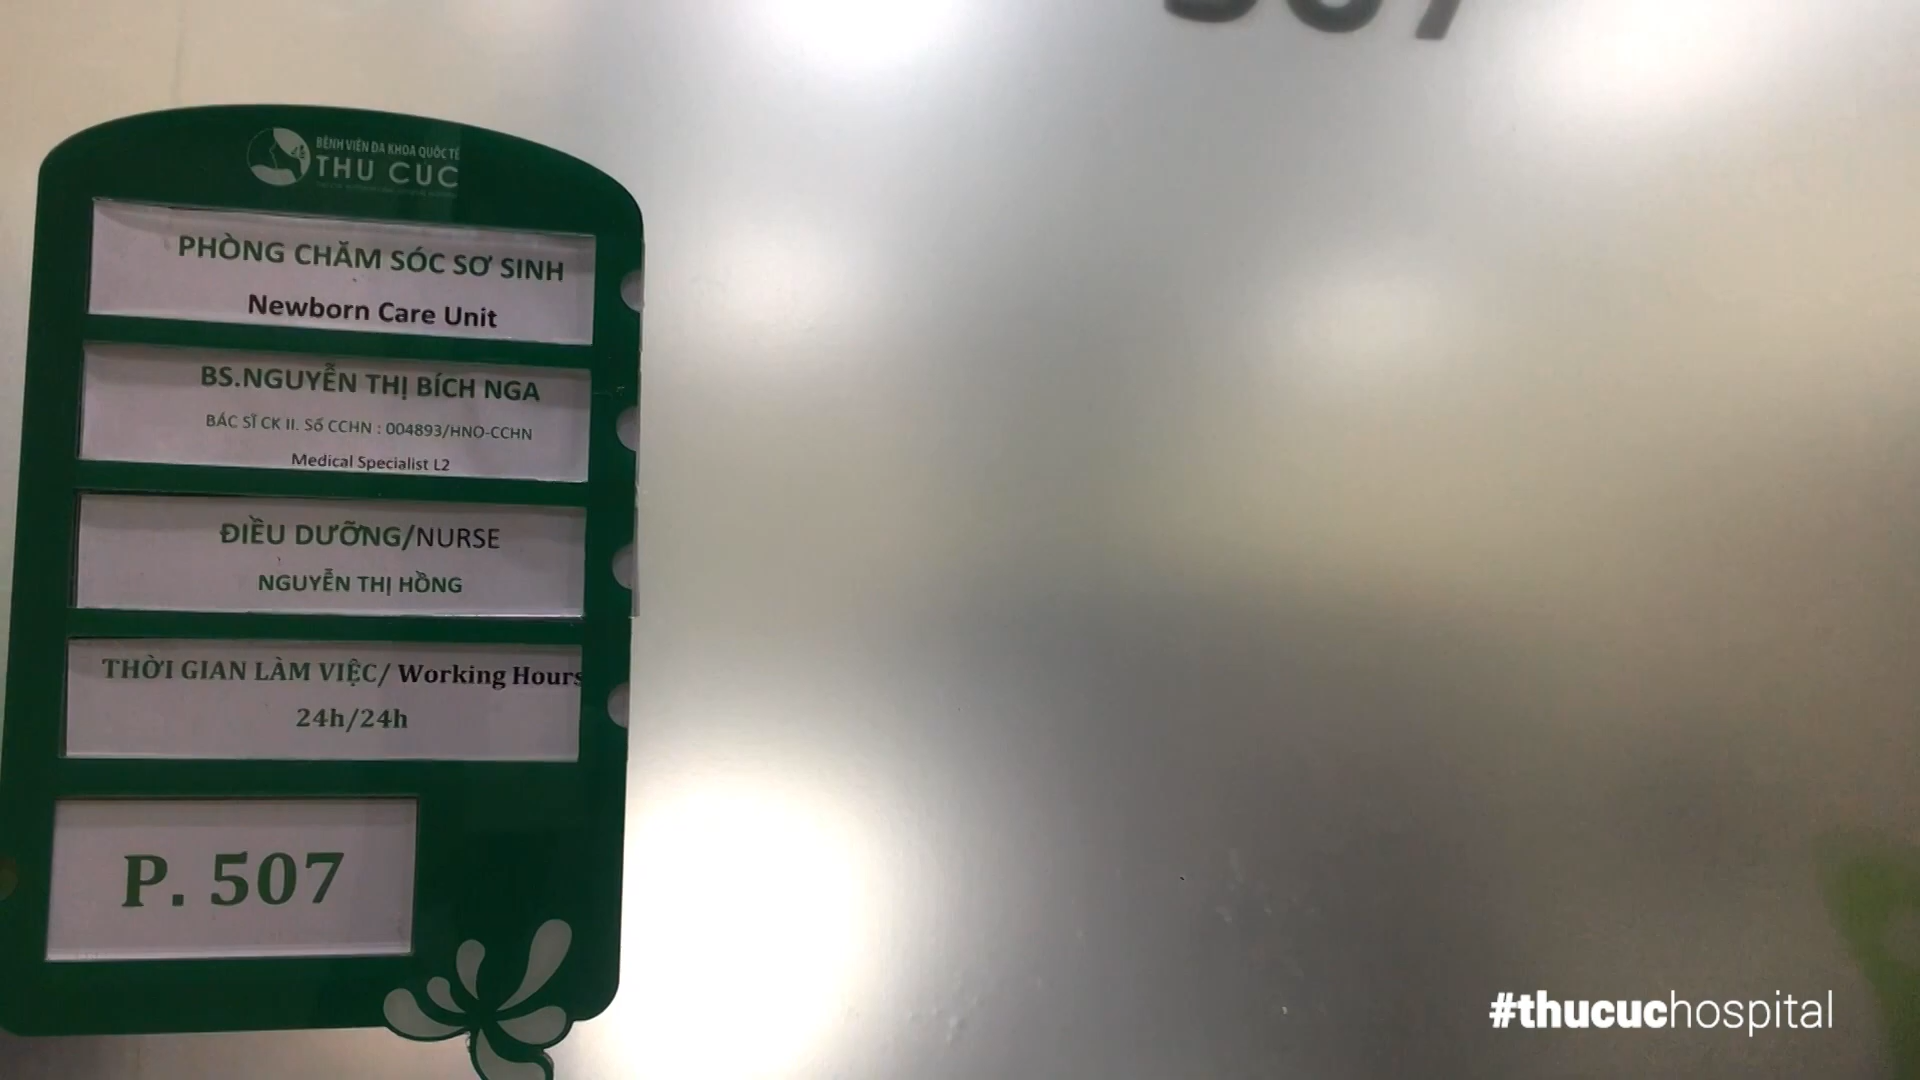 507
BỆNH VIỆN ĐA KHOA QUỐC TẾ
THU CÚC
PHÒNG CHĂM SÓC SƠ SINH
Newborn Care Unit
BS.NGUYỄN THỊ BÍCH NGA
BÁC SĨ CK II. Số CCHN : 004893/HNO-CCHN
Medical Specialist L2
ĐIỀU DƯỠNG/NURSE
NGUYỄN THỊ HỒNG
THỜI GIAN LÀM VIỆC/ Working Hours
24h/24h
P. 507
#thucuchospital